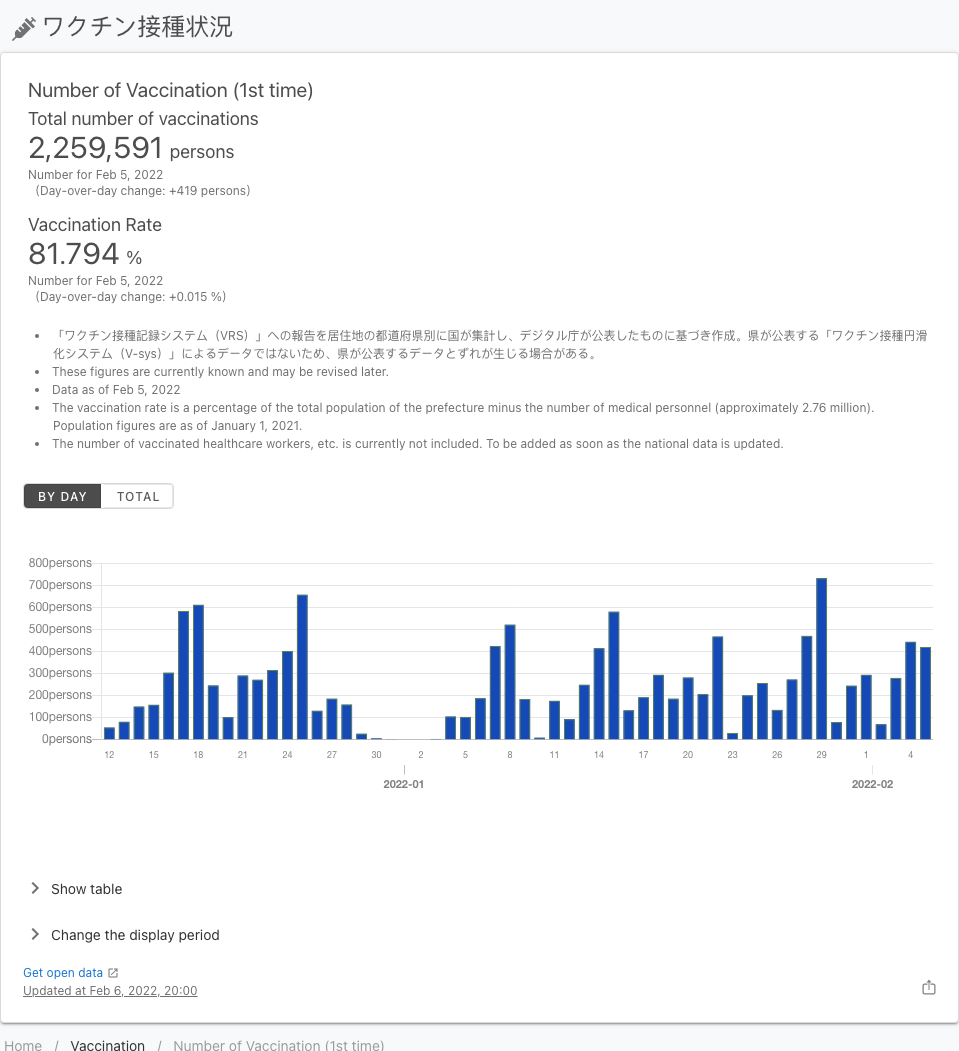 ワクチン接種状況
Number of Vaccination (1st time)
Total number of vaccinations
2,259,591 persons
Number for Feb 5, 2022
（Day-over-day change: +419 persons）
Vaccination Rate
81.794 %
Number for Feb 5, 2022
（Day-over-day change: +0.015 %）
• 「ワクチン接種記録システム（VRS）」への報告を居住地の都道府県別に国が集計し、デジタル庁が公表したものに基づき作成。県が公表する「ワクチン接種円滑
化システム（V-sys）」によるデータではないため、県が公表するデータとずれが生じる場合がある。
• These figures are currently known and may be revised later.
• Data as of Feb 5, 2022
• The vaccination rate is a percentage of the total population of the prefecture minus the number of medical personnel (approximately 2.76 million).
Population figures are as of January 1, 2021.
• The number of vaccinated healthcare workers, etc. is currently not included. To be added as soon as the national data is updated.
BY DAY TOTAL
800persons
700persons
600persons
500persons
400persons
300persons
200persons
100persons
0persons
12 15 18 21 24 27 30 2 5 8 11 14 17 20 23 26 29 1 4
2022-01 2022-02
Show table
Change the display period
Get open data
Updated at Feb 6, 2022, 20:00
Home / Vaccination / Number of Vaccination (1st time)